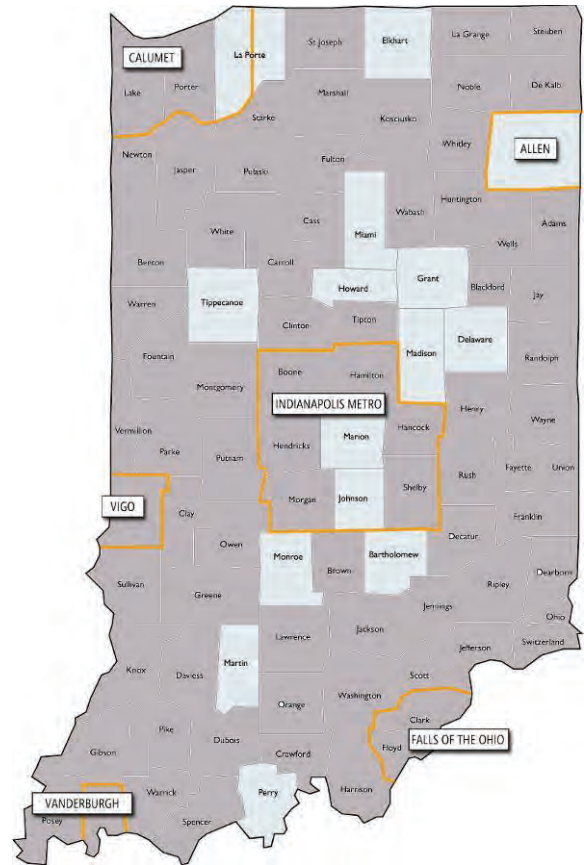 Steuben
La Grange
St Joseph
Elkhart
La Porte
CALUMET
Lake
Porter
Noble
De Kalb
Marshall
Starke
Kosciusko
Whitley
ALLEN
Newton
Jasper
Pulaski
Fulton
Huntington
Wabash
Adams
Miami
Cass
White
Wells
Benton
Carroll
Grant
Howard
Blackford
Jay
Warren
Tippecanoe
Clinton
Tipton
Madison
Delaware
Fountain
Boone
Hamilton
Randolph
Montgomery
INDIANAPOLIS METRO
Henry
Vermillion
Hendricks
Marion
Hancock
Wayne
Parke
Putnam
Rush
Fayette
Union
VIGO
Clay
Morgan
Johnson
Shelby
Franklin
Owen
Monroe
Bartholomew
Decatur
Sullivan
Greene
Brown
Ripley
Dearborn
Jennings
Ohio
Switzerland
Lawrence
Jackson
Jefferson
Knox
Daviess
Martin
Scott
Washington
Orange
Clark
Pike
Dubois
Floyd
FALLS OF THE OHIO
Gibson
Crawford
Harrison
VANDERBURGH
Warrick
Perry
Posey
Spencer